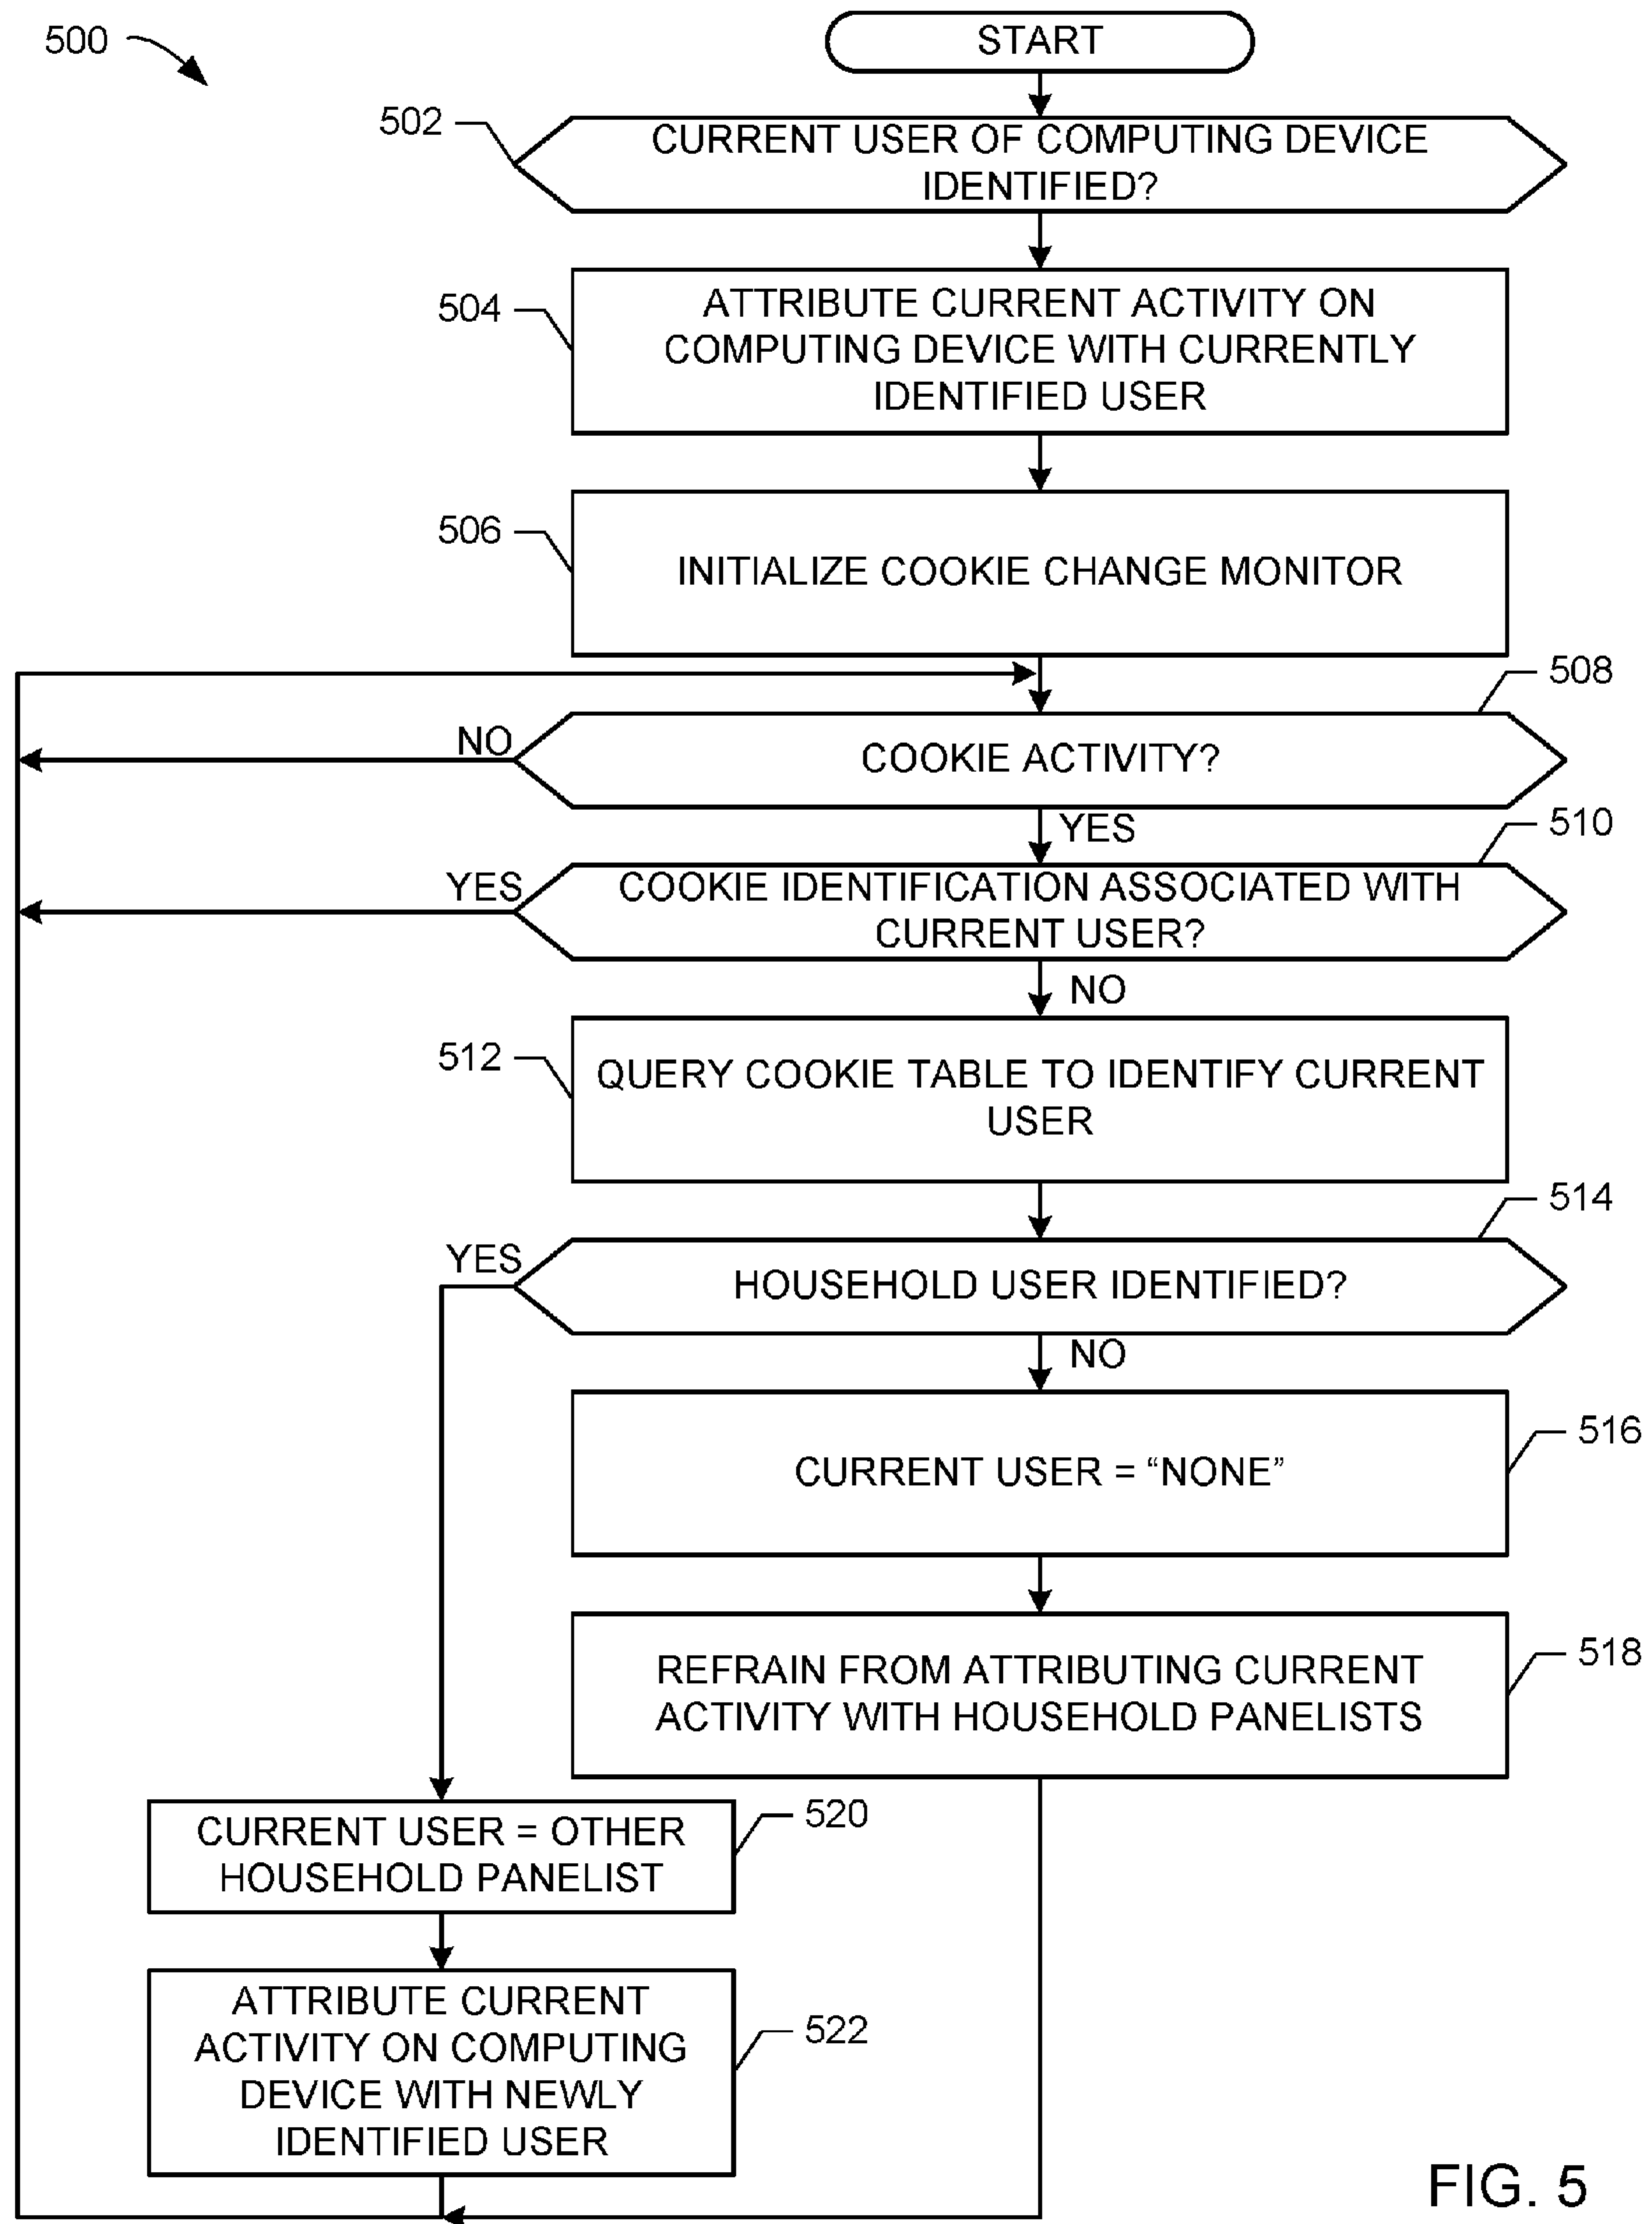 500
START
502
CURRENT USER OF COMPUTING DEVICE
IDENTIFIED?
504
ATTRIBUTE CURRENT ACTIVITY ON
COMPUTING DEVICE WITH CURRENTLY
IDENTIFIED USER
506
INITIALIZE COOKIE CHANGE MONITOR
508
NO
COOKIE ACTIVITY?
YES
510
YES
COOKIE IDENTIFICATION ASSOCIATED WITH
CURRENT USER?
NO
512
QUERY COOKIE TABLE TO IDENTIFY CURRENT
USER
514
YES
HOUSEHOLD USER IDENTIFIED?
NO
516
CURRENT USER = “NONE”
518
REFRAIN FROM ATTRIBUTING CURRENT
ACTIVITY WITH HOUSEHOLD PANELISTS
520
CURRENT USER = OTHER
HOUSEHOLD PANELIST
522
ATTRIBUTE CURRENT
ACTIVITY ON COMPUTING
DEVICE WITH NEWLY
IDENTIFIED USER
FIG. 5